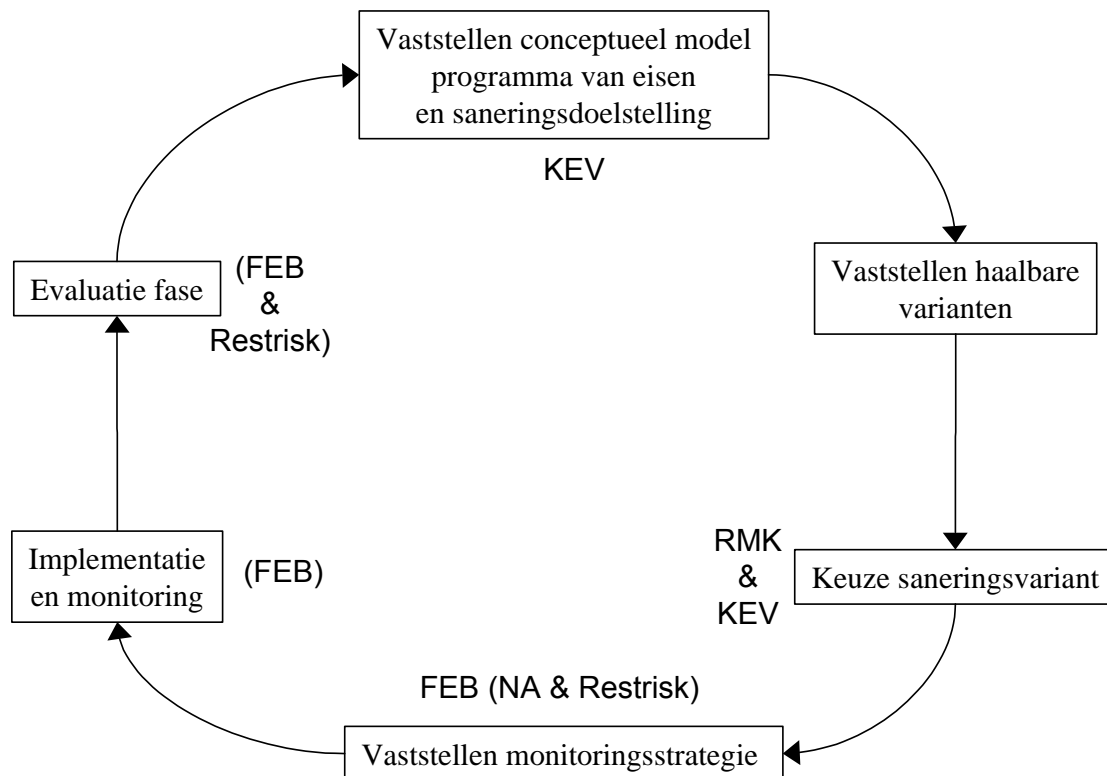 Vaststellen conceptueel model
programma van eisen
en saneringsdoelstelling
KEV
Vaststellen haalbare
varianten
RMK
&
KEV
Keuze saneringsvariant
FEB (NA & Restrisk)
Vaststellen monitoringsstrategie
Implementatie
en monitoring
(FEB)
Evaluatie fase
(FEB
&
Restrisk)